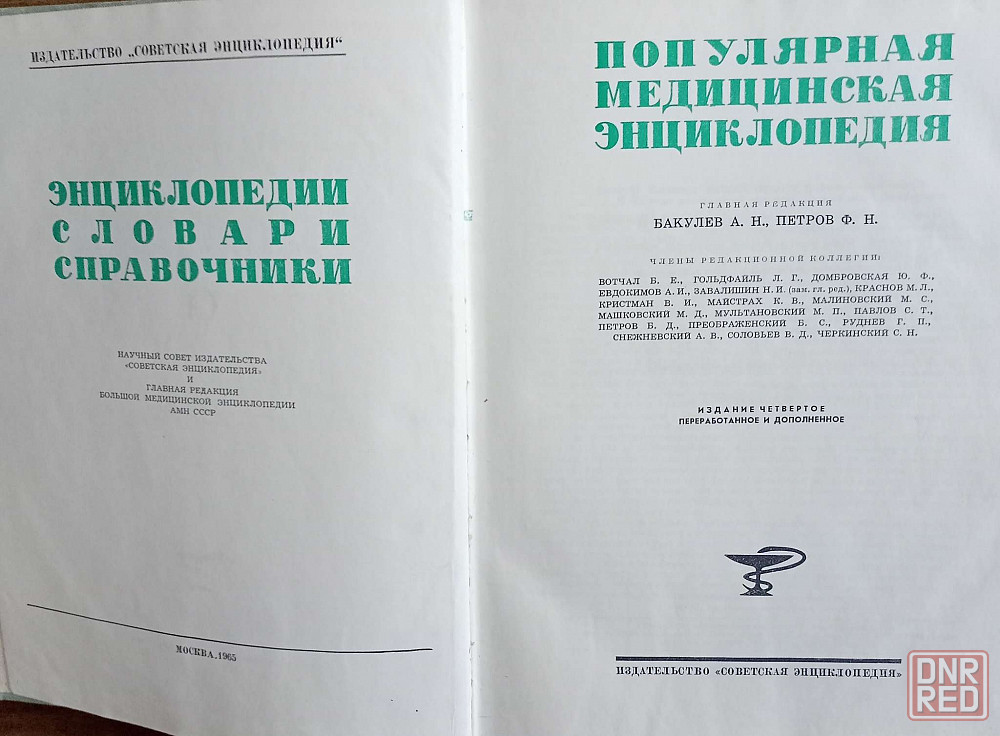 ИЗДАТЕЛЬСТВО „СОВЕТСКАЯ ЭНЦИКЛОПЕДИЯ“
ЭНЦИКЛОПЕДИИ
СЛОВАРИ
СПРАВОЧНИКИ
НАУЧНЫЙ СОВЕТ ИЗДАТЕЛЬСТВА
«СОВЕТСКАЯ ЭНЦИКЛОПЕДИЯ»
И
ГЛАВНАЯ РЕДАКЦИЯ
БОЛЬШОЙ МЕДИЦИНСКОЙ ЭНЦИКЛОПЕДИИ
АМН СССР
МОСКВА, 1965
ПОПУЛЯРНАЯ
МЕДИЦИНСКАЯ
ЭНЦИКЛОПЕДИЯ
ГЛАВНАЯ РЕДАКЦИЯ
БАКУЛЕВ А. Н., ПЕТРОВ Ф. Н.
ЧЛЕНЫ РЕДАКЦИОННОЙ КОЛЛЕГИИ:
ВОТЧАЛ Б. Е., ГОЛЬДФАЙЛЬ Л. Г., ДОМБРОВСКАЯ Ю. Ф.,
ЕВДОКИМОВ А. И., ЗАВАЛИШИН Н. И. (зам. гл. ред.), КРАСНОВ М. Л.,
КРИСТМАН В. И., МАЙСТРАХ К. В., МАЛИНОВСКИЙ М. С.,
МАШКОВСКИЙ М. Д., МУЛЬТАНОВСКИЙ М. П., ПАВЛОВ С. Т.,
ПЕТРОВ Б. Д., ПРЕОБРАЖЕНСКИЙ Б. С., РУДНЕВ Г. П.,
СНЕЖНЕВСКИЙ А. В., СОЛОВЬЕВ В. Д., ЧЕРКИНСКИЙ С. Н.
ИЗДАНИЕ ЧЕТВЕРТОЕ
ПЕРЕРАБОТАННОЕ И ДОПОЛНЕННОЕ
ИЗДАТЕЛЬСТВО «СОВЕТСКАЯ ЭНЦИКЛОПЕДИЯ»
DNR
RED